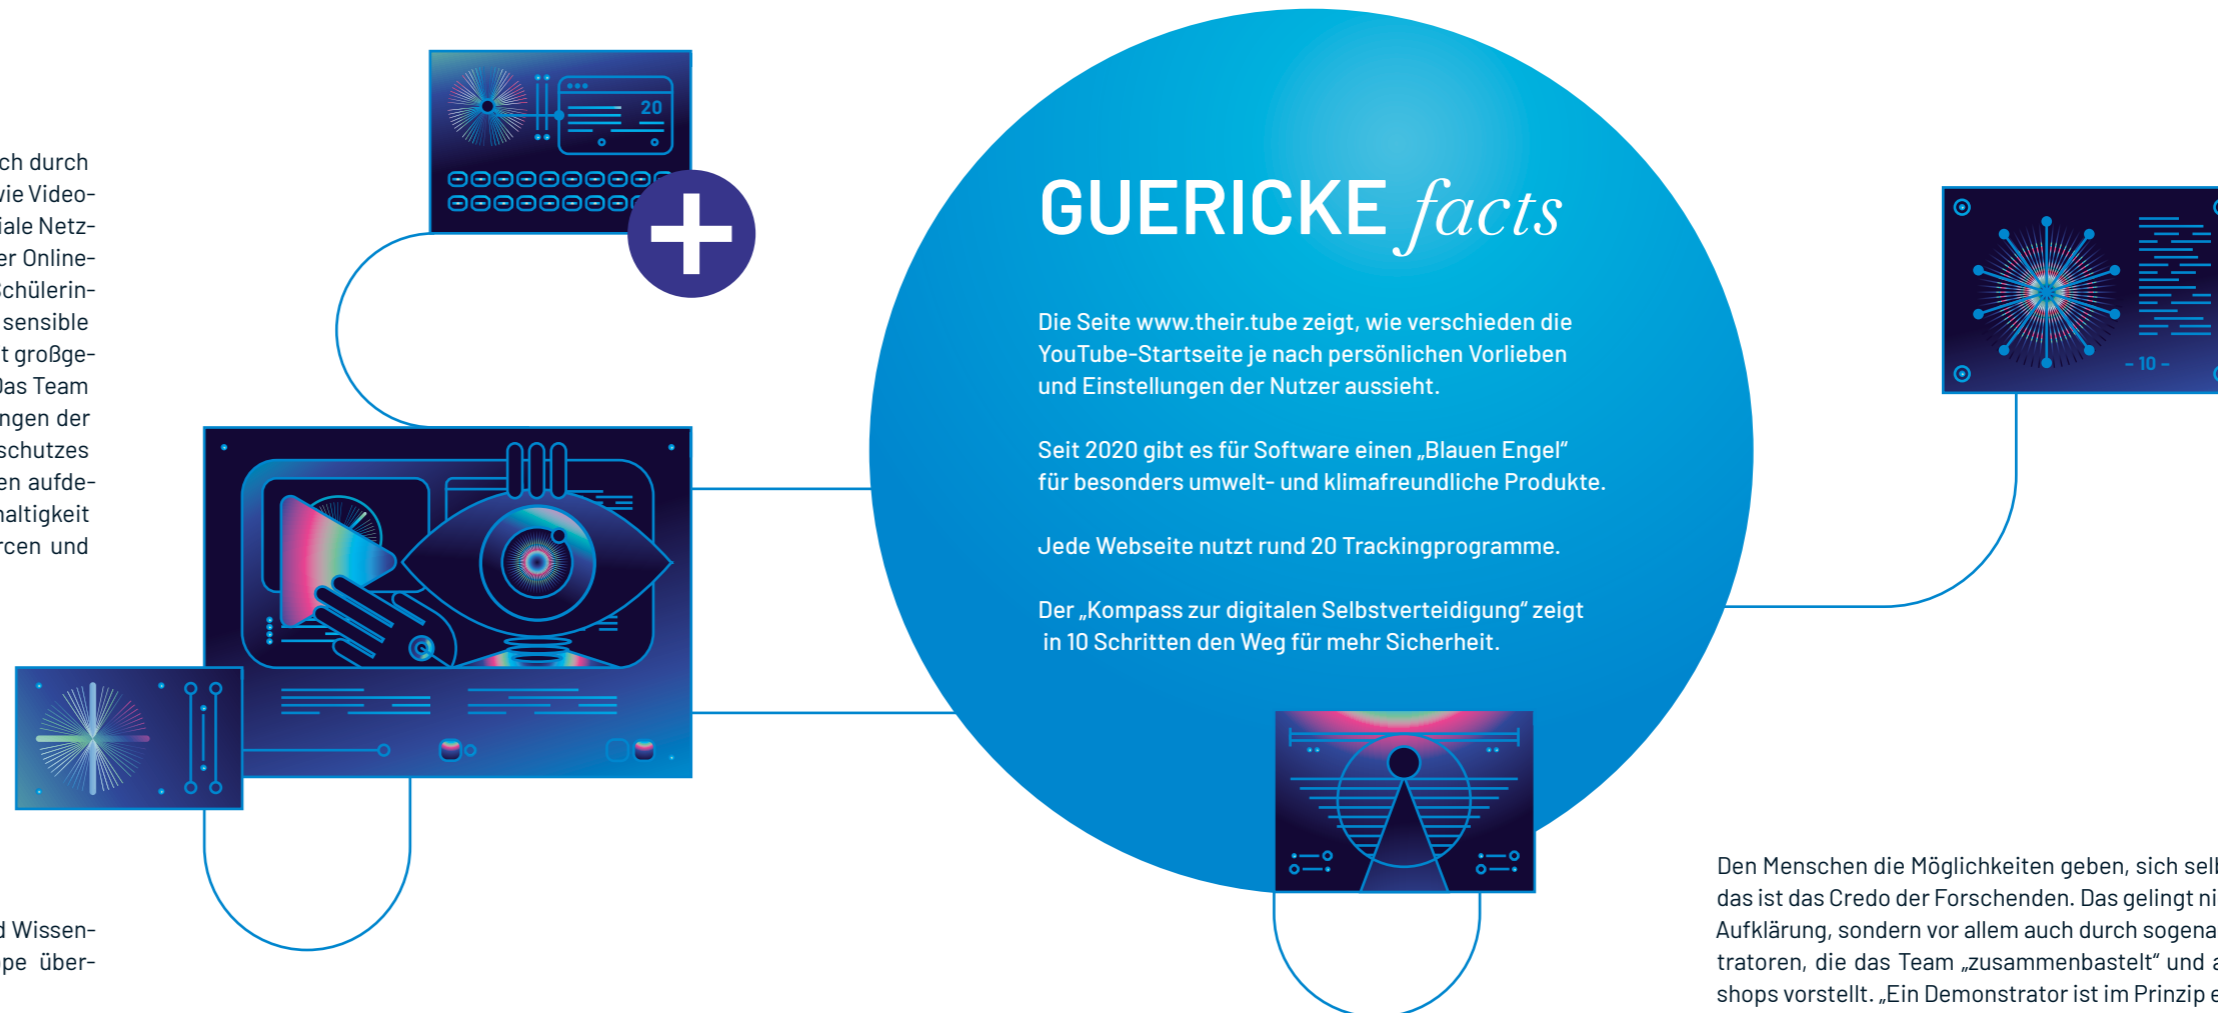 ch durch
wie Video-
iale Netz-
er Online-
Schülerin-
sensible
t großge-
Das Team
ngen der
schutzes
en aufde-
haltigkeit
rcen und
d Wissen-
pe über-
20
GUERICKE facts
Die Seite www.their.tube zeigt, wie verschieden die
YouTube-Startseite je nach persönlichen Vorlieben
und Einstellungen der Nutzer aussieht.
Seit 2020 gibt es für Software einen „Blauen Engel“
für besonders umwelt- und klimafreundliche Produkte.
Jede Webseite nutzt rund 20 Trackingprogramme.
Der „Kompass zur digitalen Selbstverteidigung“ zeigt
in 10 Schritten den Weg für mehr Sicherheit.
- 10 -
Den Menschen die Möglichkeiten geben, sich sel
das ist das Credo der Forschenden. Das gelingt ni
Aufklärung, sondern vor allem auch durch sogena
tratoren, die das Team „zusammenbastelt“ und a
shops vorstellt. „Ein Demonstrator ist im Prinzip e